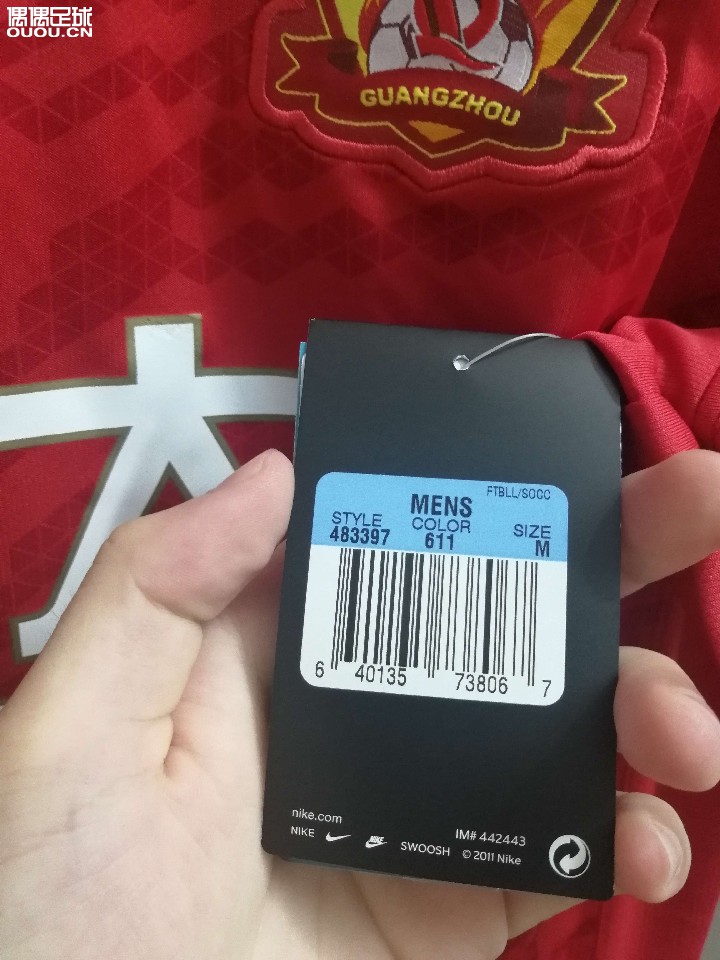 偶偶足球
OUOU.CN
GUANGZHOU
FTBLL/SOCC
MENS
STYLE COLOR SIZE
483397 611 M
6 40135 73806 7
nike.com
NIKE NIKE SWOOSH IM# 442443
© 2011 Nike